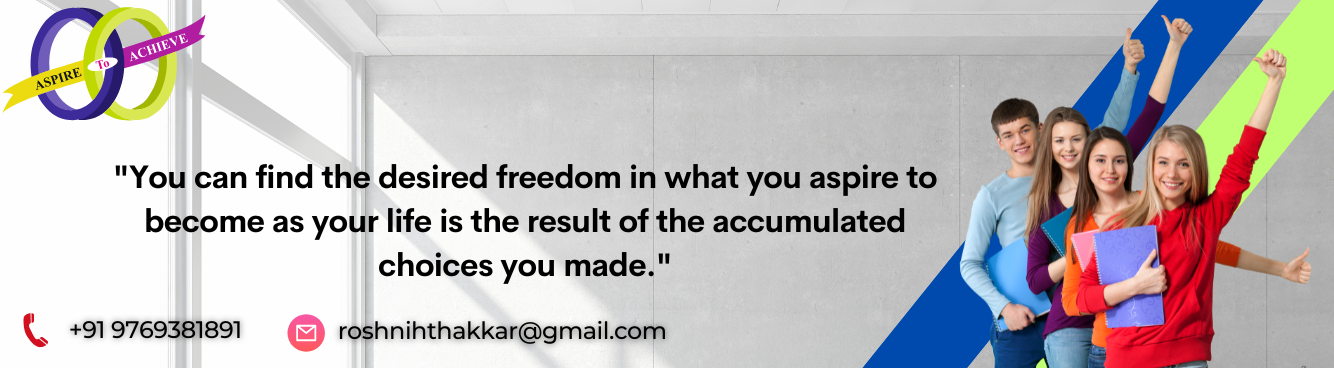 ASPIRE To ACHIEVE
"You can find the desired freedom in what you aspire to
become as your life is the result of the accumulated
choices you made."
+91 9769381891
roshnihthakkar@gmail.com